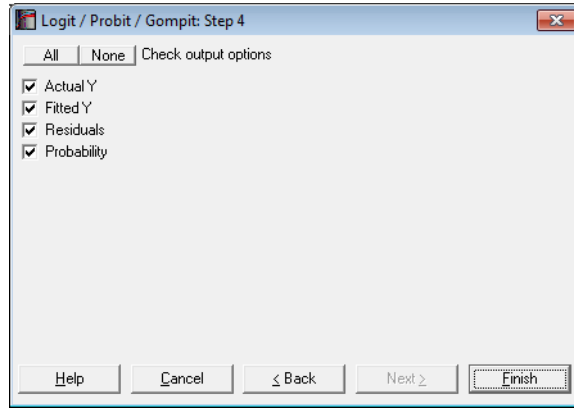 Logit / Probit / Gompit: Step 4
All None Check output options
Actual Y
Fitted Y
Residuals
Probability
Help Cancel < Back Next > Finish